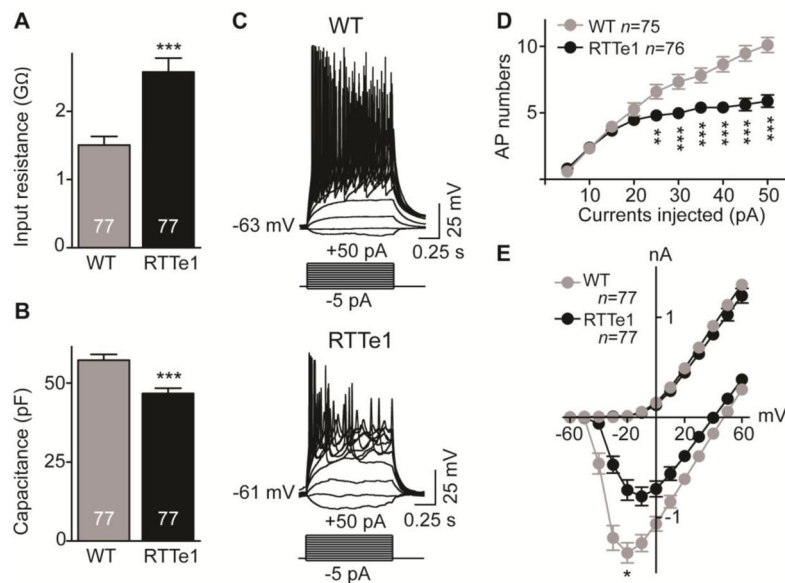 A
Input resistance (GΩ)
2
1
0
***
77
77
WT
RTTe1
B
Capacitance (pF)
50
25
0
***
77
77
WT
RTTe1
C
WT
-63 mV
25 mV
0.25 s
+50 pA
-5 pA
RTTe1
-61 mV
25 mV
0.25 s
+50 pA
-5 pA
D
WT n=75
RTTe1 n=76
AP numbers
10
5
** *** *** *** *** ***
10 20 30 40 50
Currents injected (pA)
E
nA
WT
n=77
RTTe1
n=77
1
mV
-60 -20 20 60
-1
*